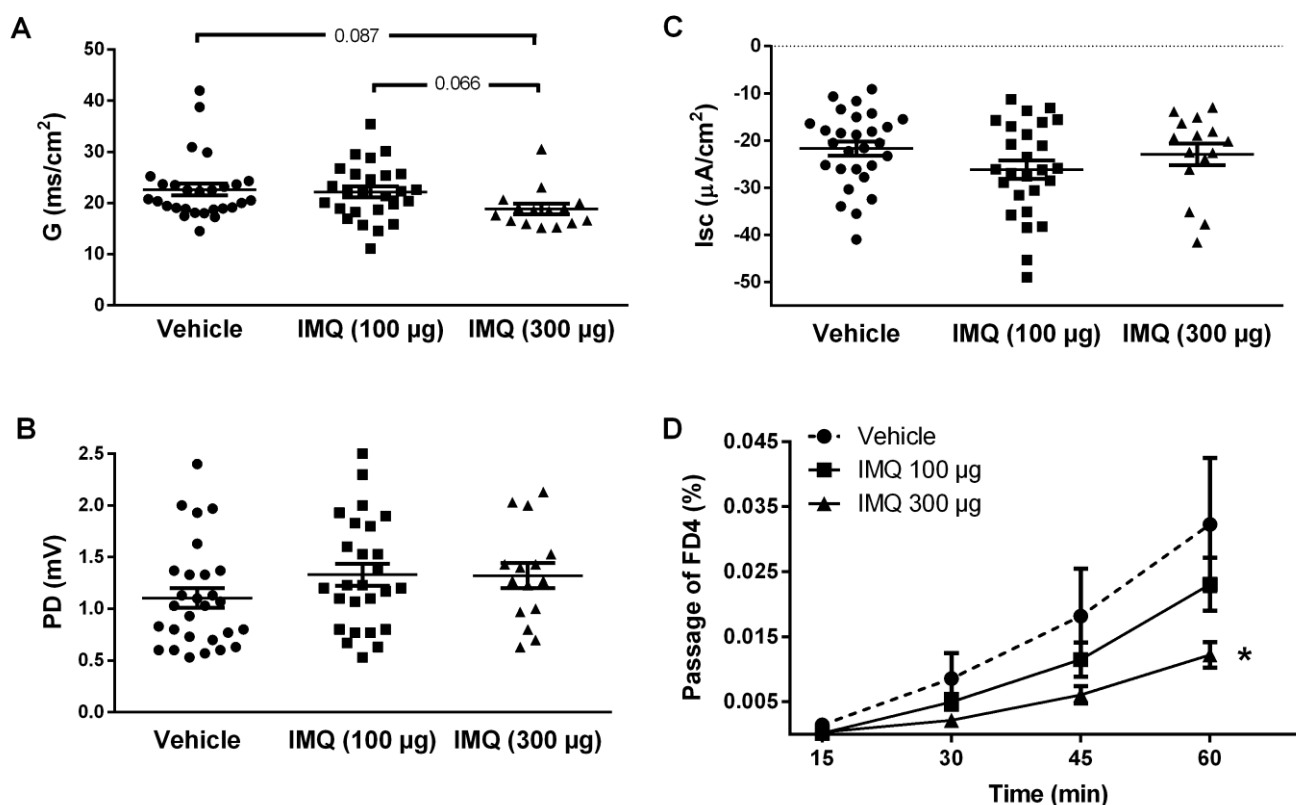 A
G (ms/cm²)
50
40
30
20
10
0
0.087
0.066
Vehicle
IMQ (100 µg)
IMQ (300 µg)
C
Isc (µA/cm²)
0
-10
-20
-30
-40
-50
Vehicle
IMQ (100 µg)
IMQ (300 µg)
B
PD (mV)
2.5
2.0
1.5
1.0
0.5
0.0
Vehicle
IMQ (100 µg)
IMQ (300 µg)
D
Passage of FD4 (%)
0.045
0.035
0.025
0.015
0.005
Vehicle
IMQ 100 µg
IMQ 300 µg
*
15
30
45
60
Time (min)